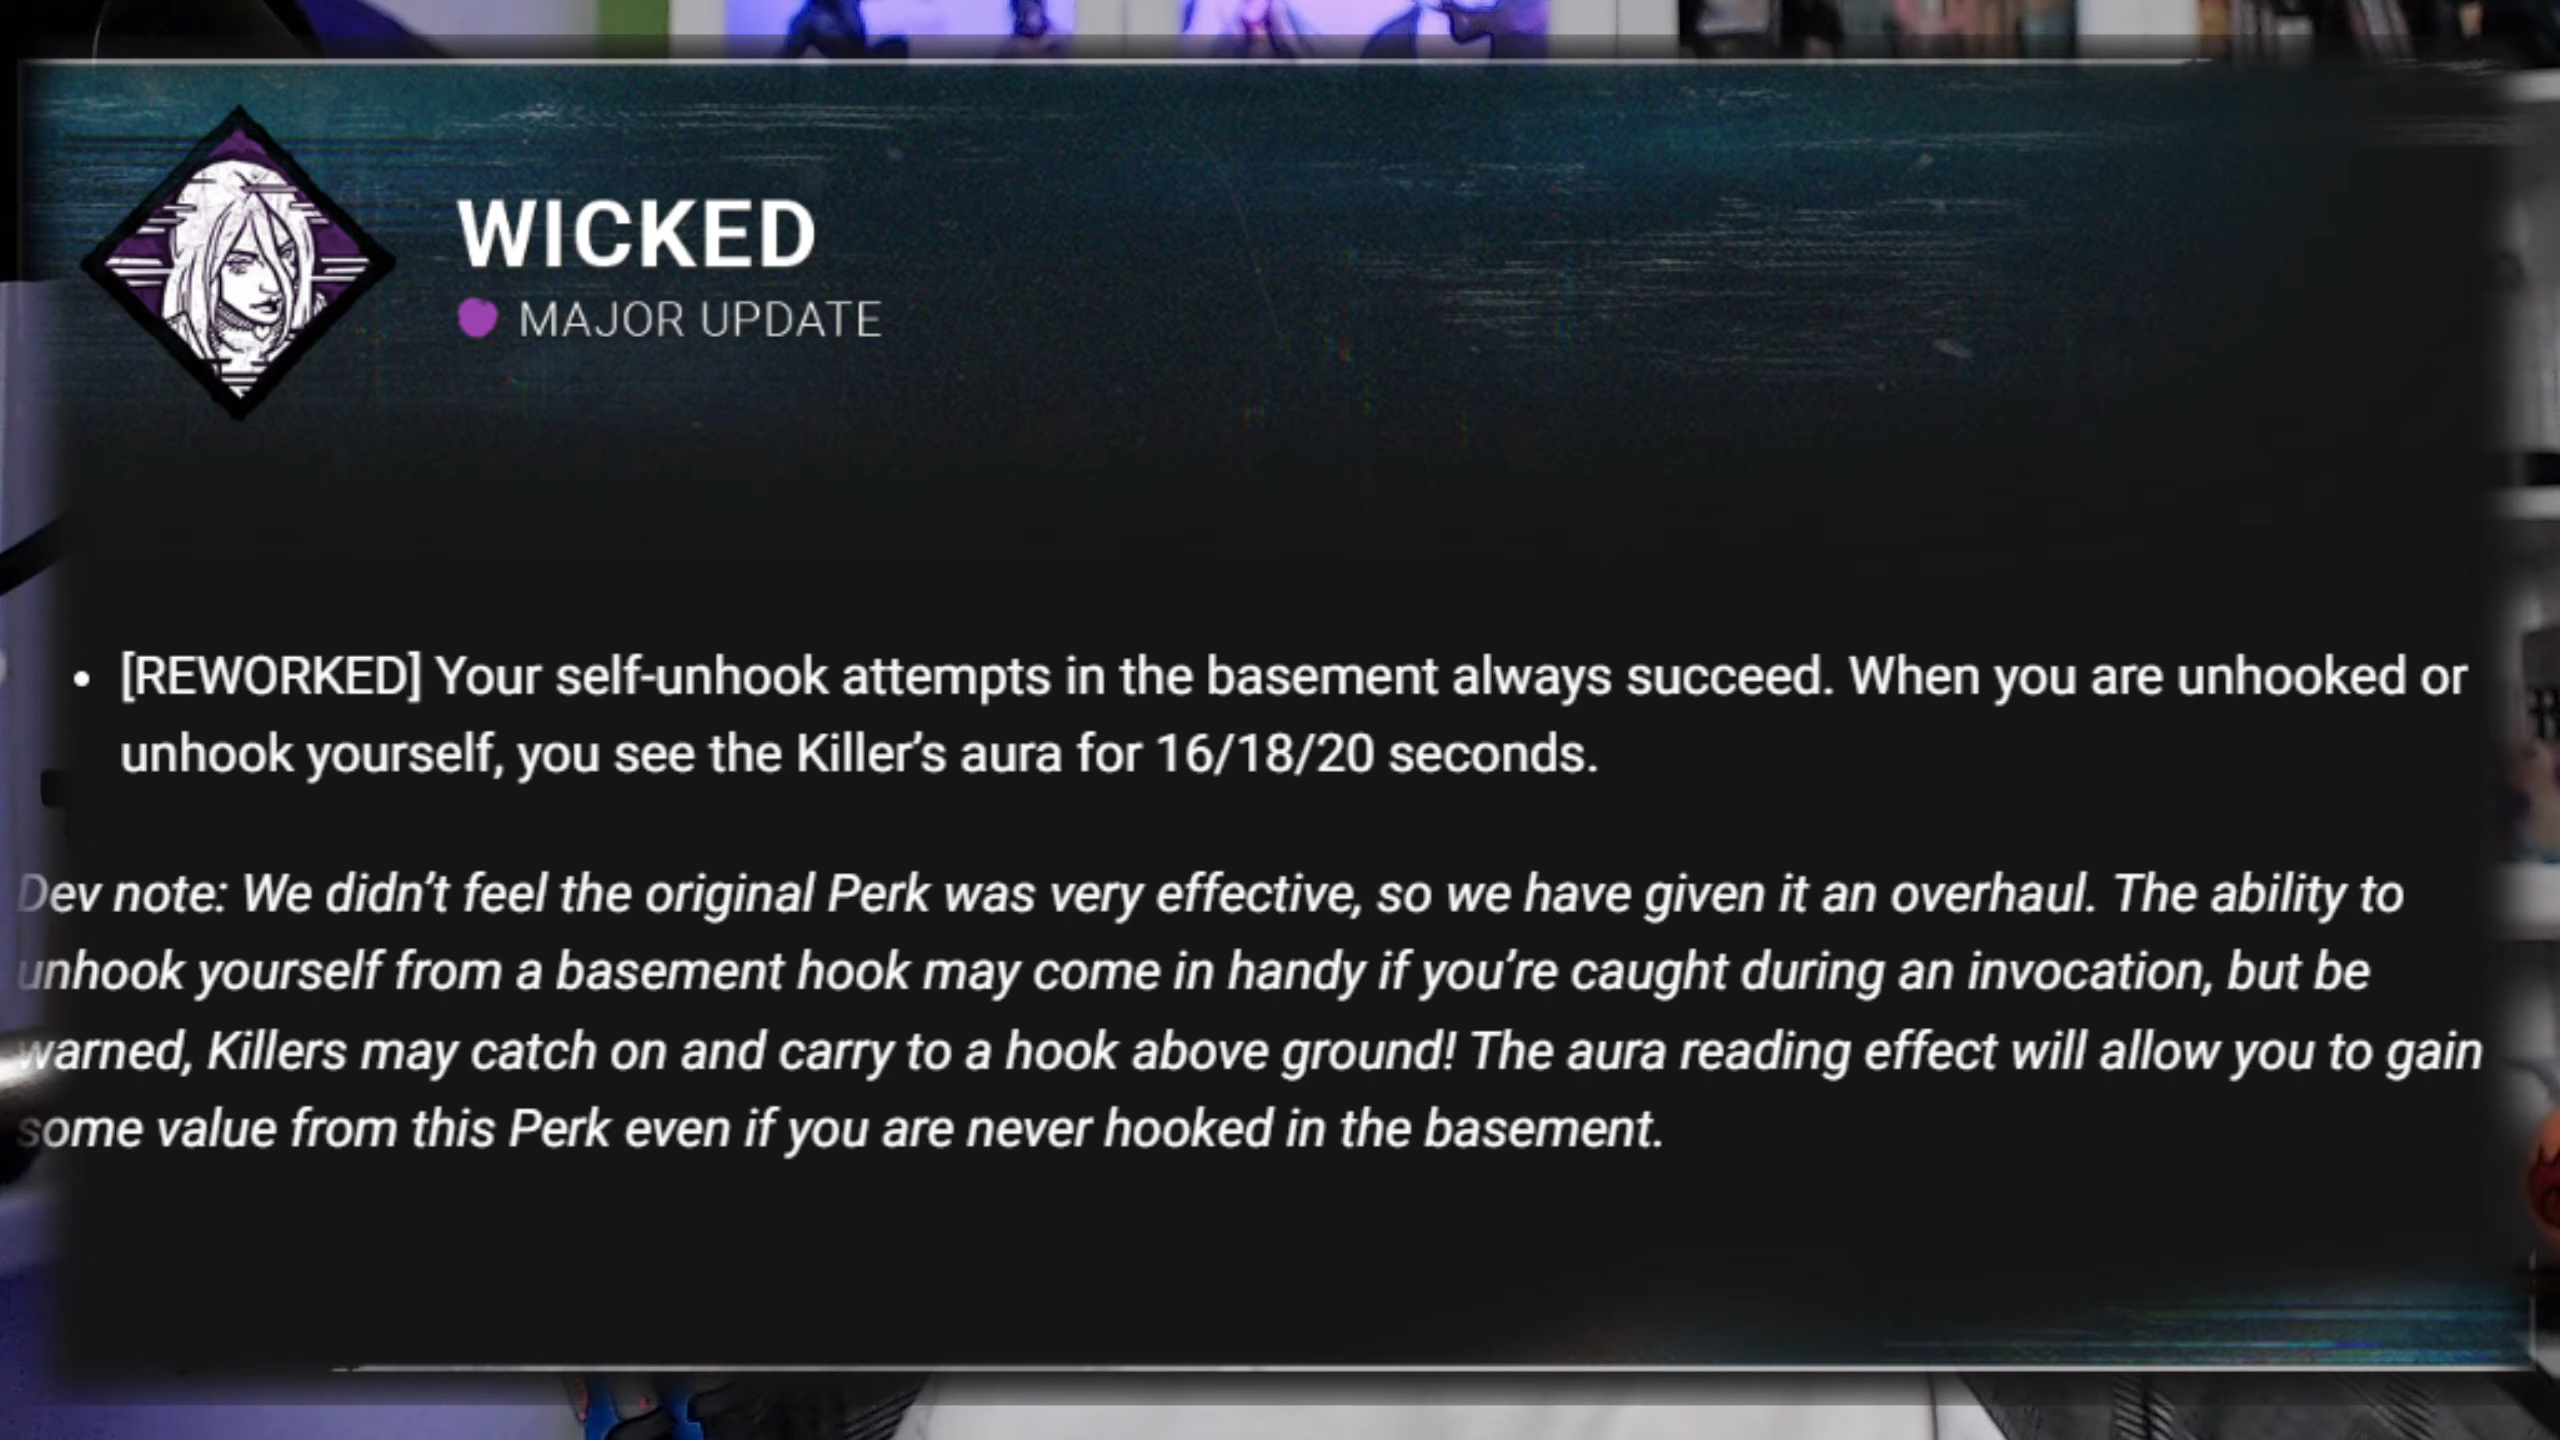 WICKED
MAJOR UPDATE
• [REWORKED] Your self-unhook attempts in the basement always succeed. When you are unhooked or
unhook yourself, you see the Killer's aura for 16/18/20 seconds.
Dev note: We didn't feel the original Perk was very effective, so we have given it an overhaul. The ability to
unhook yourself from a basement hook may come in handy if you're caught during an invocation, but be
warned, Killers may catch on and carry to a hook above ground! The aura reading effect will allow you to gain
some value from this Perk even if you are never hooked in the basement.